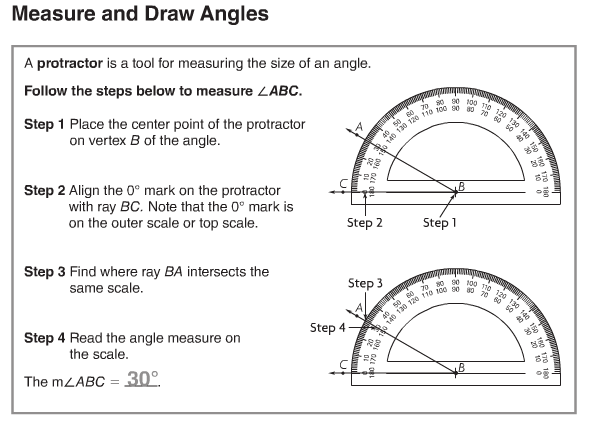 Measure and Draw Angles
A protractor is a tool for measuring the size of an angle.
Follow the steps below to measure ∠ABC.
Step 1 Place the center point of the protractor
on vertex B of the angle.
Step 2 Align the 0° mark on the protractor
with ray BC. Note that the 0° mark is
on the outer scale or top scale.
A
C
B
Step 2
Step 1
Step 3 Find where ray BA intersects the
same scale.
Step 4 Read the angle measure on
the scale.
The m∠ABC = 30°.
Step 3
A
Step 4
C
B